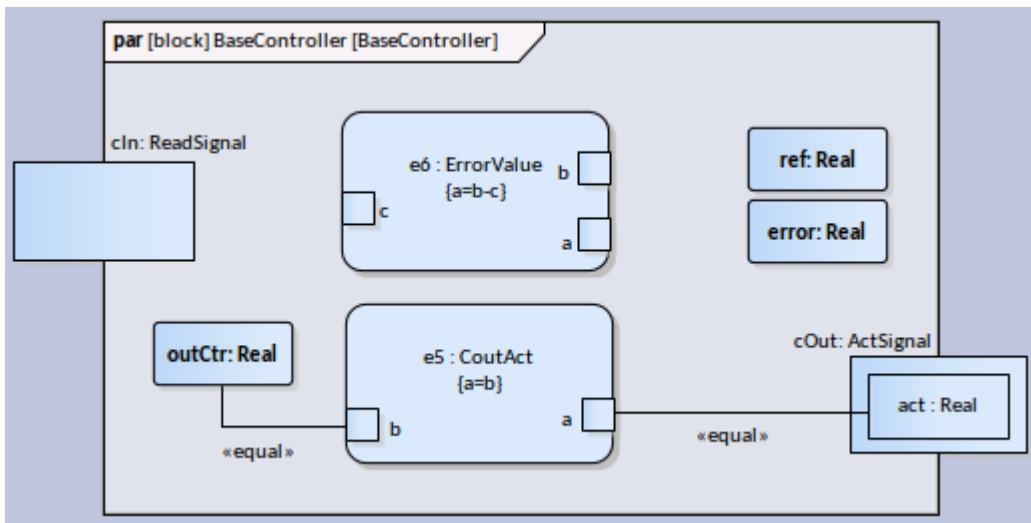 par [block] BaseController [BaseController]
cIn: ReadSignal
e6 : ErrorValue
{a=b-c}
b
c
a
ref: Real
error: Real
outCtr: Real
e5 : CoutAct
{a=b}
b
a
«equal»
«equal»
cOut: ActSignal
act : Real